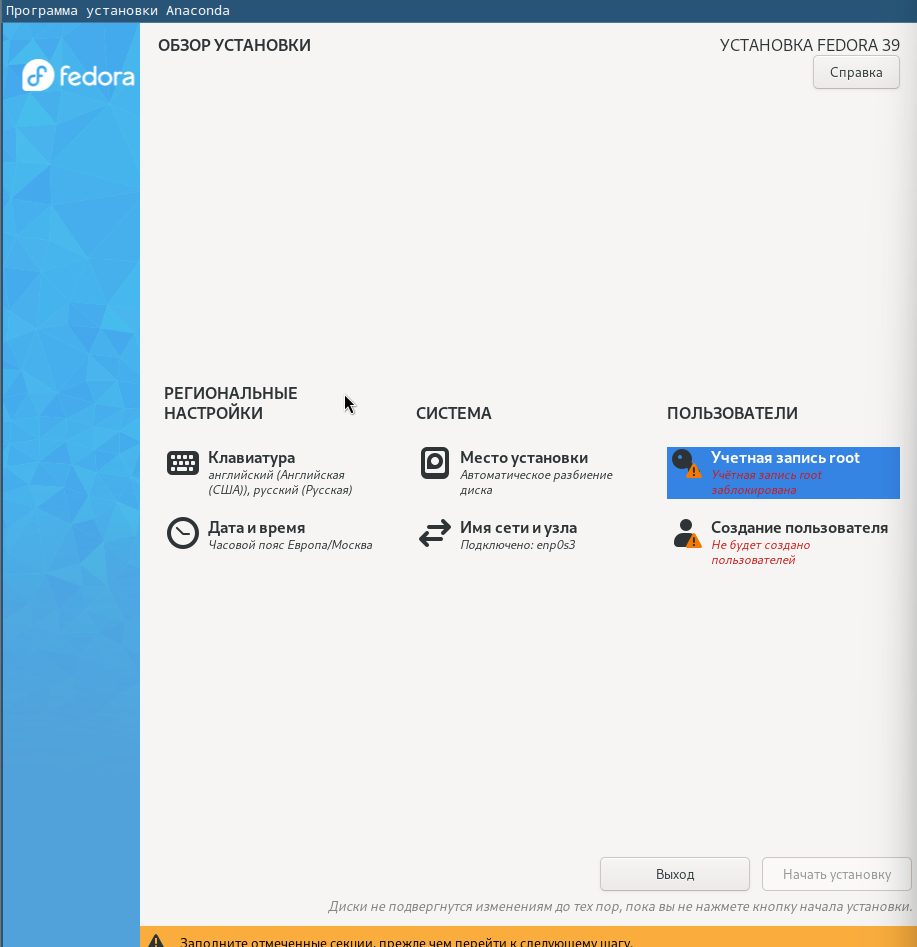 Программа установки Anaconda
fedora
ОБЗОР УСТАНОВКИ
УСТАНОВКА FEDORA 39
Справка
РЕГИОНАЛЬНЫЕ
НАСТРОЙКИ
Клавиатура
английский (Английская
(США)), русский (Русская)
Дата и время
Часовой пояс Европа/Москва
СИСТЕМА
Место установки
Автоматическое разбиение
диска
Имя сети и узла
Подключено: enp0s3
ПОЛЬЗОВАТЕЛИ
Учетная запись root
Учётная запись root
заблокирована
Создание пользователя
Не будет создано
пользователей
Выход
Начать установку
Диски не подвергнутся изменениям до тех пор, пока вы не нажмете кнопку начала установки.
Заполните отмеченные секции, прежде чем перейти к следующему шагу.